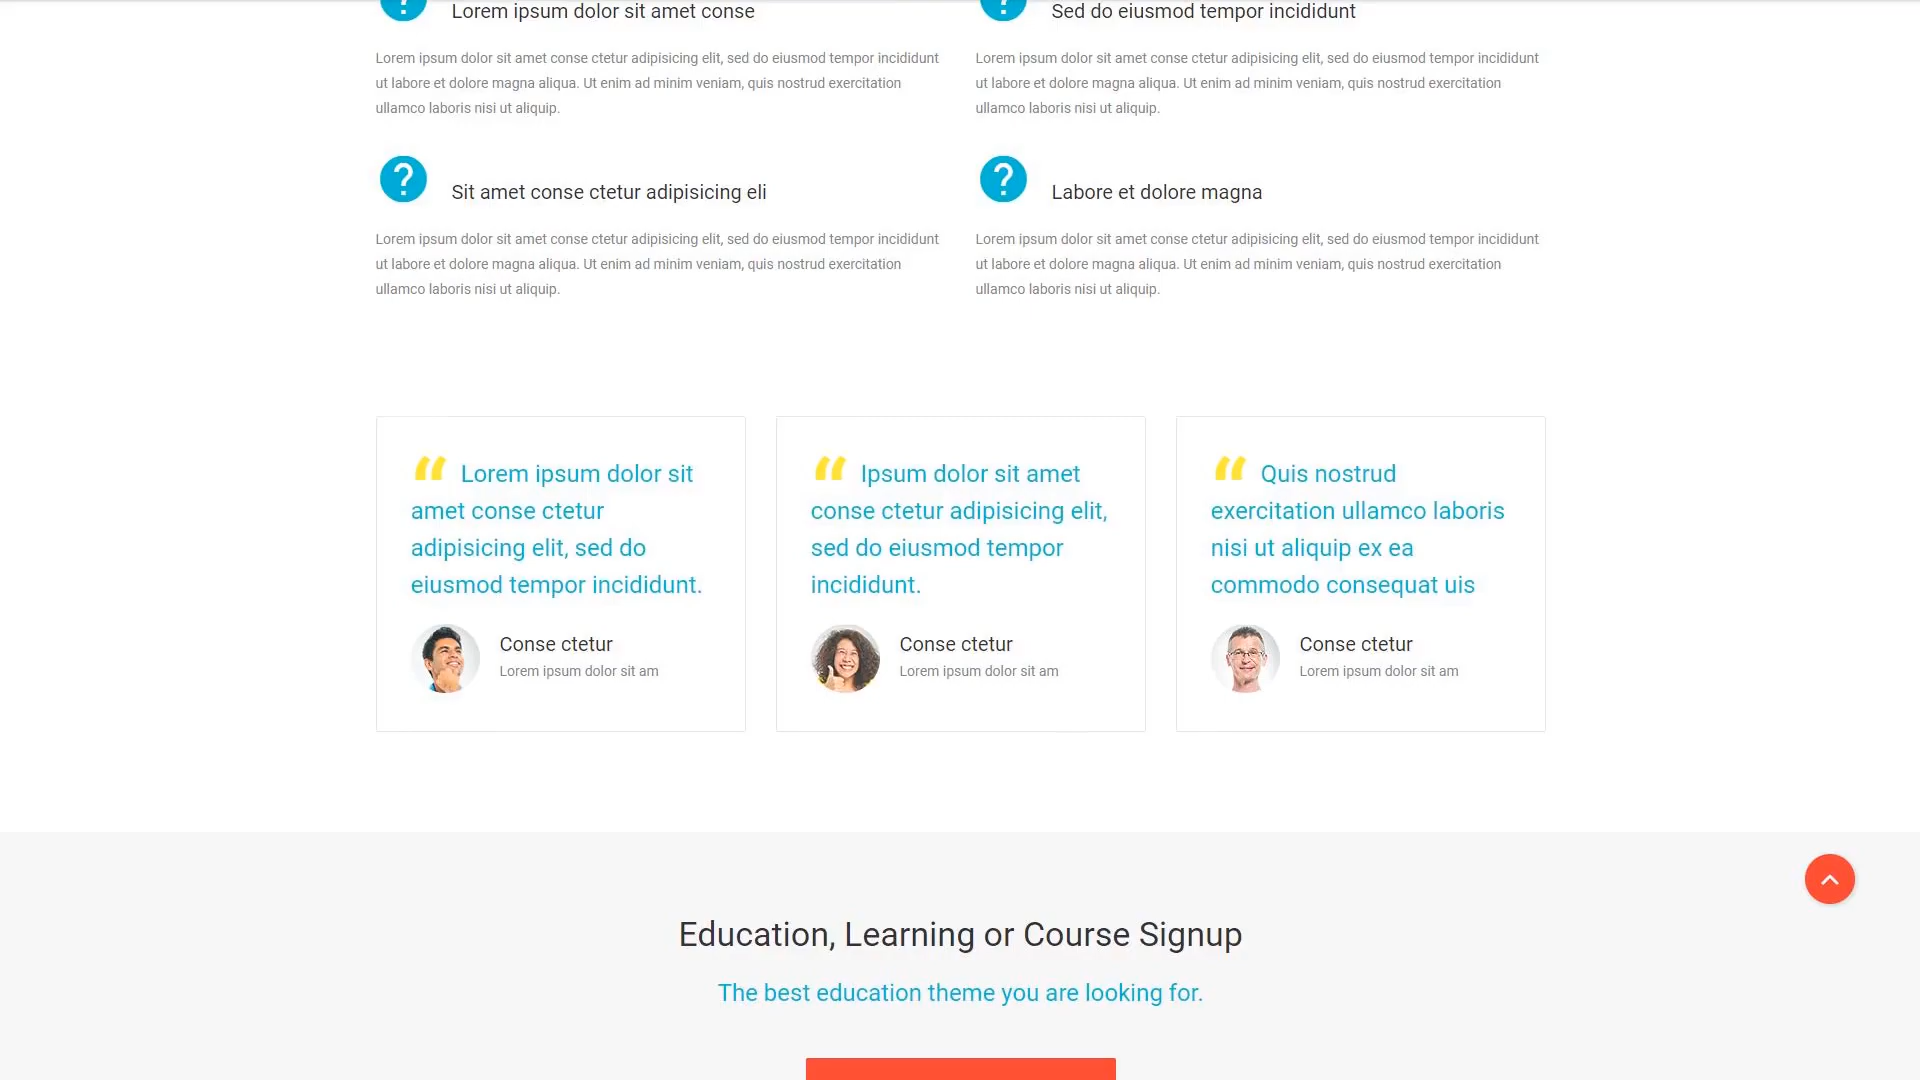 Lorem ipsum dolor sit amet conse
Lorem ipsum dolor sit amet conse ctetur adipisicing elit, sed do eiusmod tempor incididunt
ut labore et dolore magna aliqua. Ut enim ad minim veniam, quis nostrud exercitation
ullamco laboris nisi ut aliquip.
Sed do eiusmod tempor incididunt
Lorem ipsum dolor sit amet conse ctetur adipisicing elit, sed do eiusmod tempor incididunt
ut labore et dolore magna aliqua. Ut enim ad minim veniam, quis nostrud exercitation
ullamco laboris nisi ut aliquip.
? Sit amet conse ctetur adipisicing eli
Lorem ipsum dolor sit amet conse ctetur adipisicing elit, sed do eiusmod tempor incididunt
ut labore et dolore magna aliqua. Ut enim ad minim veniam, quis nostrud exercitation
ullamco laboris nisi ut aliquip.
? Labore et dolore magna
Lorem ipsum dolor sit amet conse ctetur adipisicing elit, sed do eiusmod tempor incididunt
ut labore et dolore magna aliqua. Ut enim ad minim veniam, quis nostrud exercitation
ullamco laboris nisi ut aliquip.
“ Lorem ipsum dolor sit
amet conse ctetur
adipisicing elit, sed do
eiusmod tempor incididunt.
Conse ctetur
Lorem ipsum dolor sit am
“ Ipsum dolor sit amet
conse ctetur adipisicing elit,
sed do eiusmod tempor
incididunt.
Conse ctetur
Lorem ipsum dolor sit am
“ Quis nostrud
exercitation ullamco laboris
nisi ut aliquip ex ea
commodo consequat uis
Conse ctetur
Lorem ipsum dolor sit am
Education, Learning or Course Signup
The best education theme you are looking for.